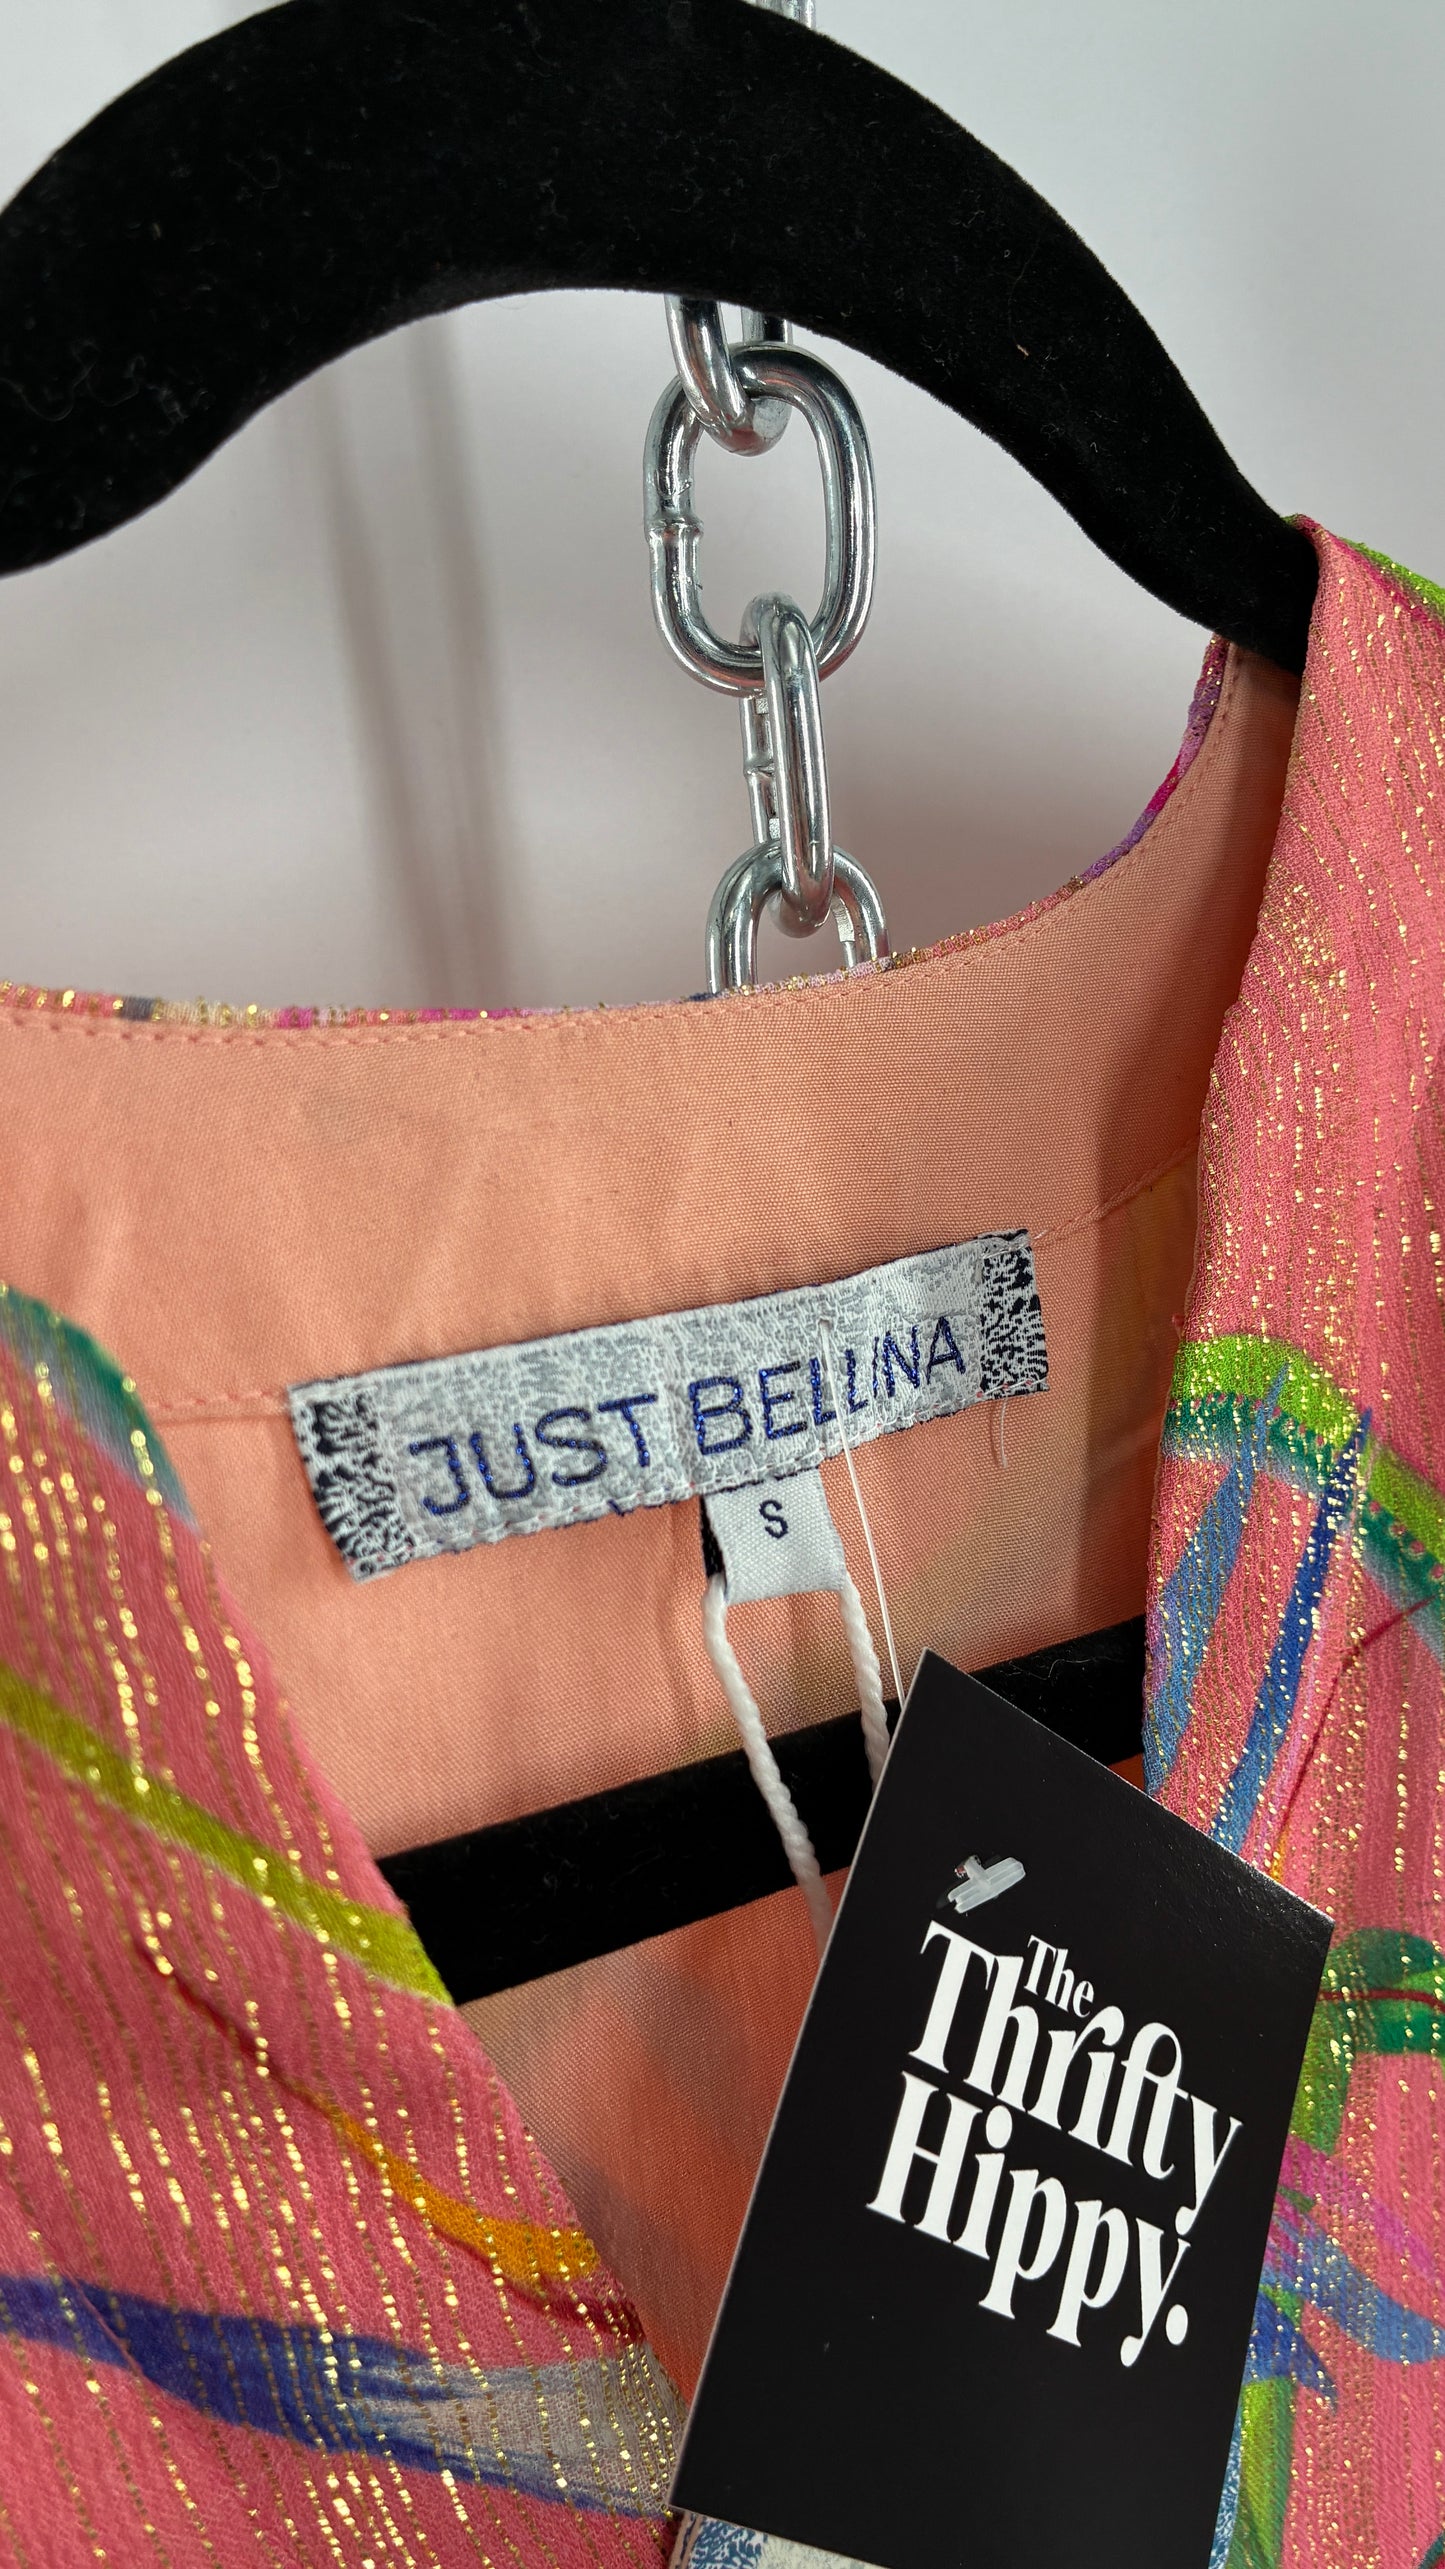 JUST BELLINA
S
The
Thrifty
Hippy.